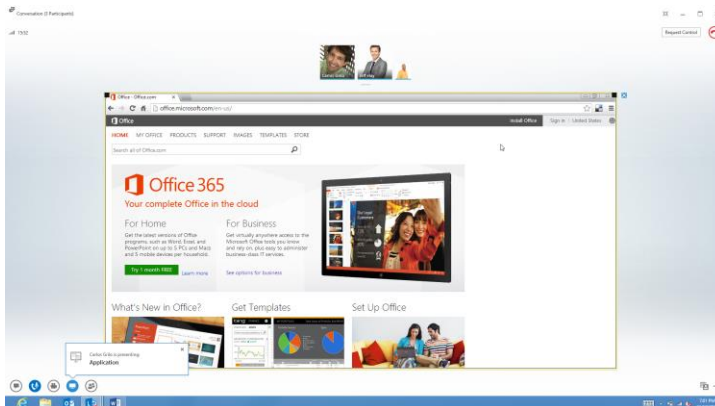 Conversation (3 Participants)
Request Control
Office - Office.com
office.microsoft.com/en-us/
Office
Install Office
Sign in
United States
HOME MY OFFICE PRODUCTS SUPPORT IMAGES TEMPLATES STORE
Search all of Office.com
Office 365
Your complete Office in the cloud
For Home
For Business
Get the latest versions of Office
programs, such as Word, Excel, and
PowerPoint on up to 5 PCs and Macs
and 5 mobile devices per household.
Get virtually anywhere access to the
Microsoft Office tools you know
and rely on, plus easy to administer
business-class IT services.
Try 1 month FREE
Learn more
See options for business
What's New in Office?
Get Templates
Set Up Office
is presenting
Application